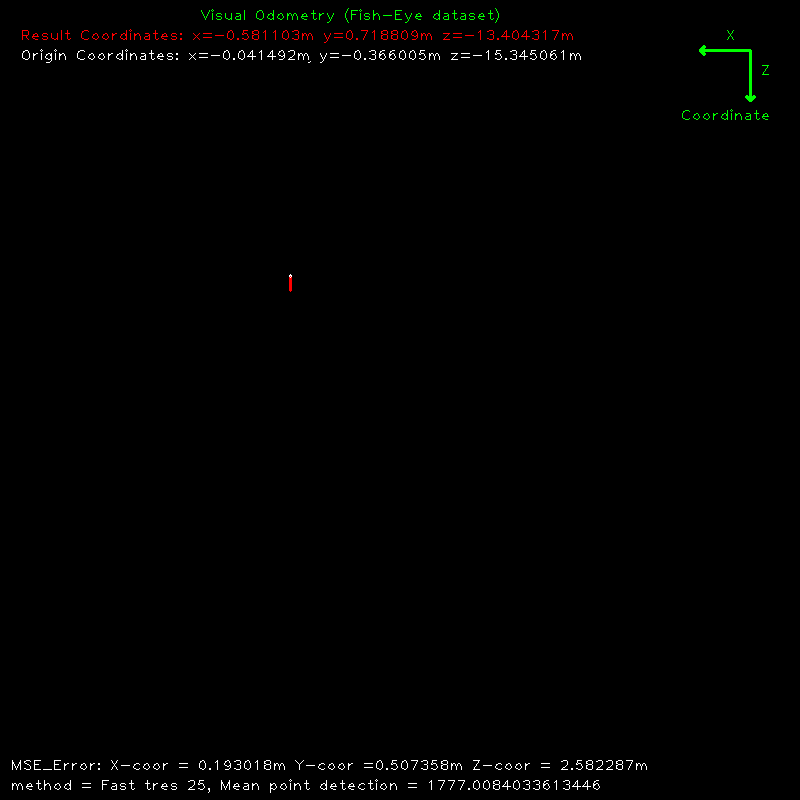 Visual Odometry (Fish-Eye dataset)
Result Coordinates: x=-0.581103m y=0.718809m z=-13.404317m
Origin Coordinates: x=-0.041492m, y=-0.366005m z=-15.345061m
X
Z
Coordinate
MSE_Error: X-coor = 0.193018m Y-coor =0.507358m Z-coor = 2.582287m
method = Fast tres 25, Mean point detection = 1777.0084033613446